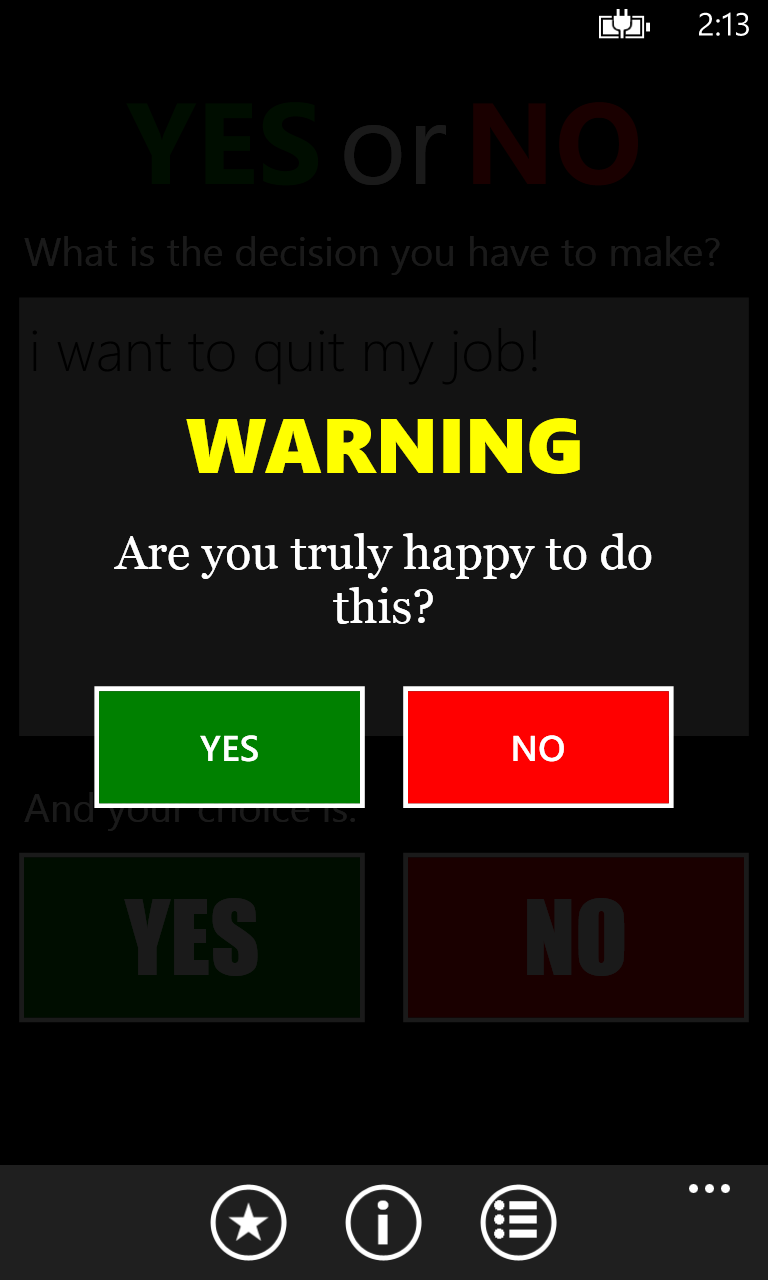 2:13
YES or NO
What is the decision you have to make?
i want to quit my job!
WARNING
Are you truly happy to do
this?
YES NO
And your choice is:
YES NO